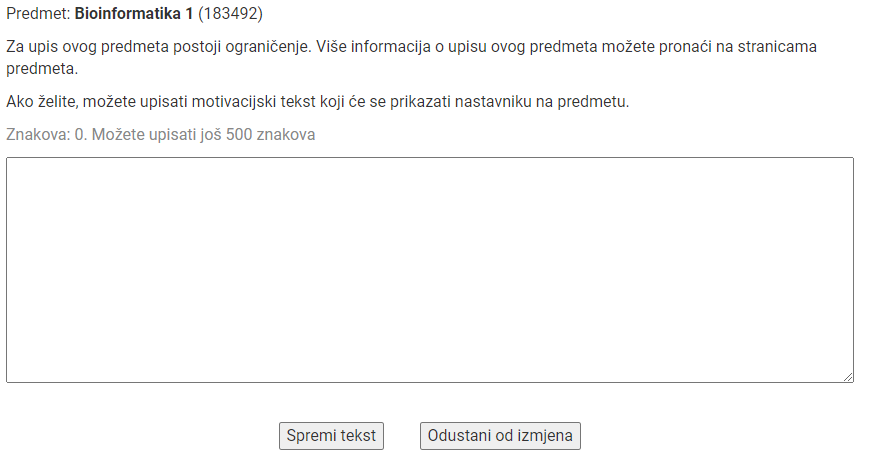 Predmet: Bioinformatika 1 (183492)
Za upis ovog predmeta postoji ograničenje. Više informacija o upisu ovog predmeta možete pronaći na stranicama
predmeta.
Ako želite, možete upisati motivacijski tekst koji će se prikazati nastavniku na predmetu.
Znakova: 0. Možete upisati još 500 znakova
Spremi tekst
Odustani od izmjena